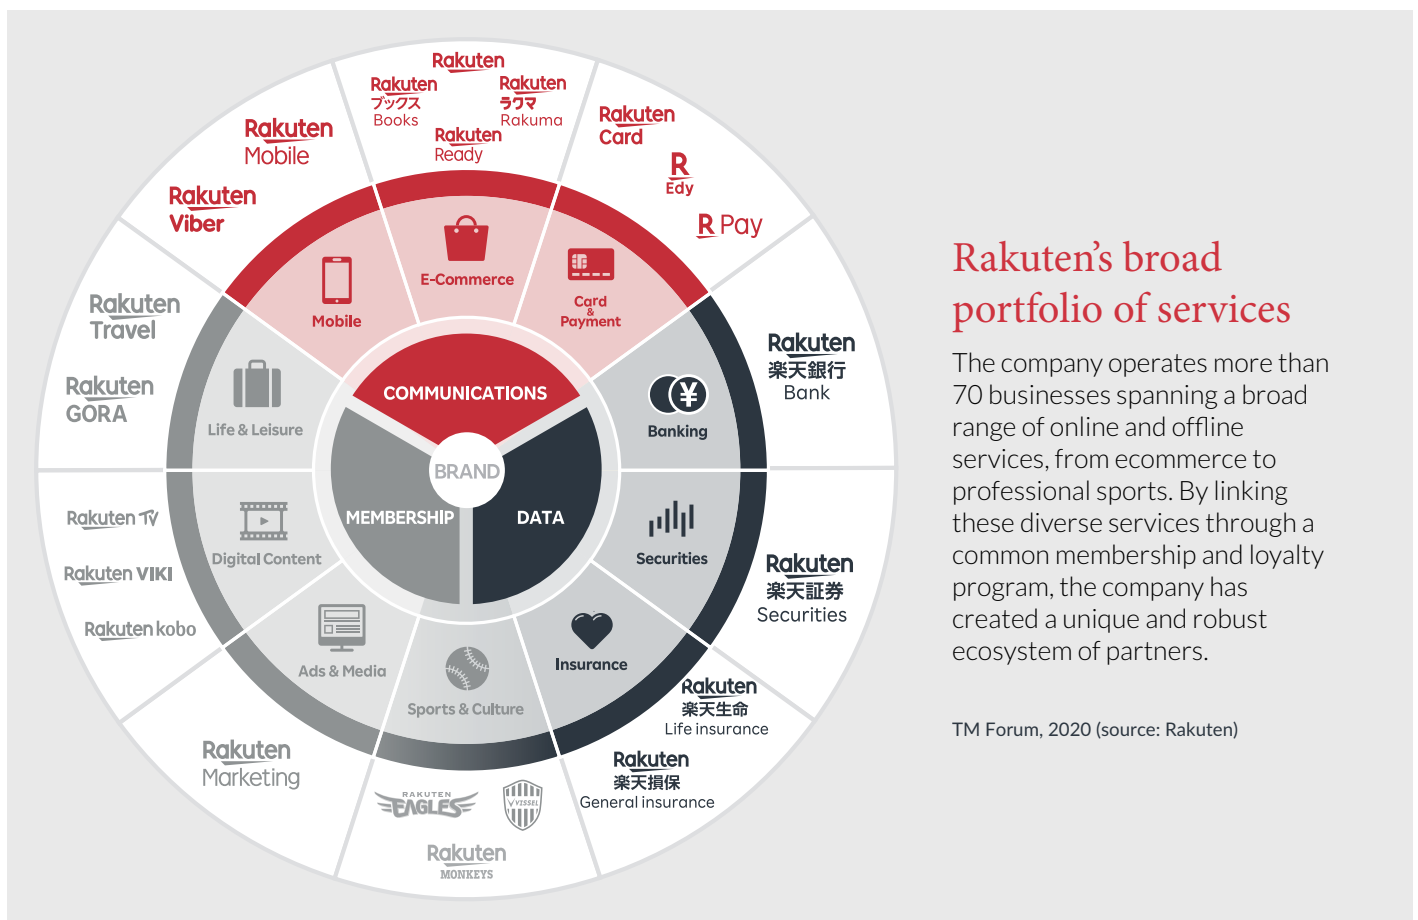 Rakuten
Rakuten
ブックス
Books
Rakuten
ラクマ
Rakuma
Rakuten
Ready
Rakuten
Card
R
Edy
R Pay
Rakuten
楽天銀行
Bank
Rakuten
楽天証券
Securities
Rakuten
楽天生命
Life insurance
Rakuten
楽天損保
General insurance
RAKUTEN
EAGLES
VISSEL
Rakuten
MONKEYS
Rakuten
Marketing
Rakuten TV
Rakuten VIKI
Rakuten kobo
Rakuten
Travel
Rakuten
GORA
Rakuten
Mobile
Rakuten
Viber
Mobile
E-Commerce
Card
&
Payment
Banking
Securities
Insurance
Sports & Culture
Ads & Media
Digital Content
Life & Leisure
COMMUNICATIONS
BRAND
MEMBERSHIP
DATA
Rakuten’s broad
portfolio of services
The company operates more than
70 businesses spanning a broad
range of online and offline
services, from ecommerce to
professional sports. By linking
these diverse services through a
common membership and loyalty
program, the company has
created a unique and robust
ecosystem of partners.
TM Forum, 2020 (source: Rakuten)